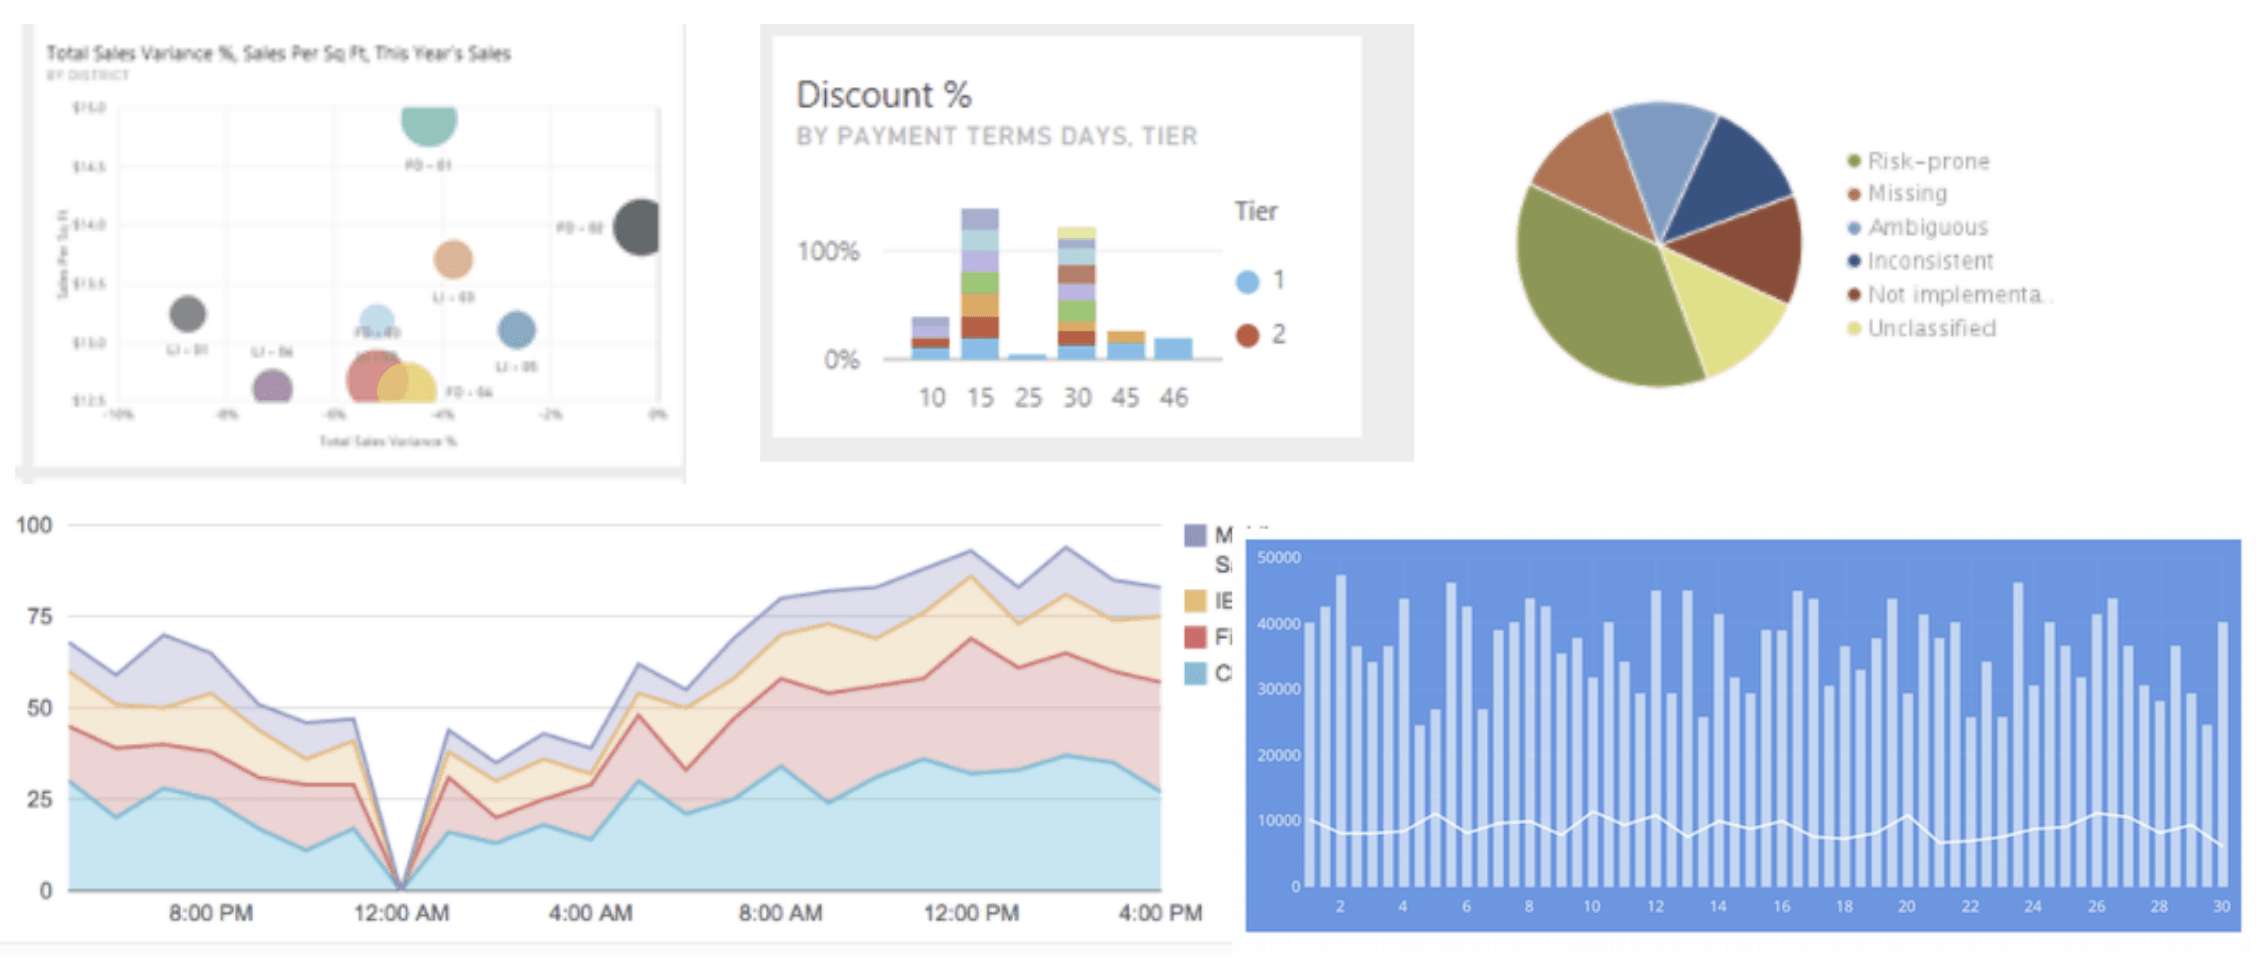 Total Sales Variance %, Sales Per Sq Ft, This Year's Sales
BY DISTRICT
$15.0
$14.5
$14.0
$13.5
$13.0
$12.5
Sales Per Sq Ft
FD - 01
FD - 02
LI - 03
LI - 01
FD - 03
LI - 04
LI - 05
FD - 04
-10%
-8%
-6%
-4%
-2%
0%
Total Sales Variance %
Discount %
BY PAYMENT TERMS DAYS, TIER
100%
0%
10 15 25 30 45 46
Tier
1
2
Risk-prone
Missing
Ambiguous
Inconsistent
Not implementa..
Unclassified
100
75
50
25
0
8:00 PM 12:00 AM 4:00 AM 8:00 AM 12:00 PM 4:00 PM
M
S
IE
Fi
C
50000
40000
30000
20000
10000
0
2 4 6 8 10 12 14 16 18 20 22 24 26 28 30